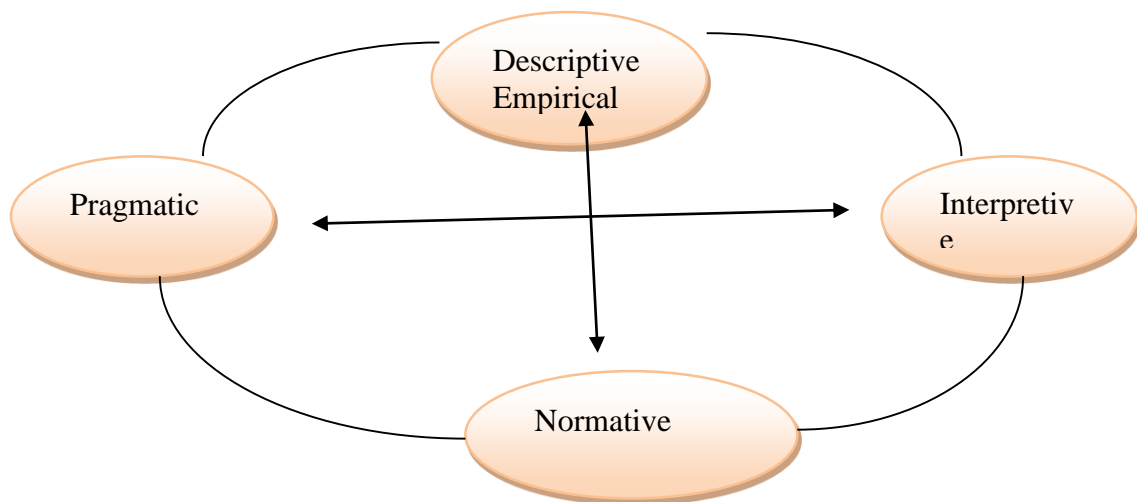 Descriptive
Empirical
Pragmatic
Interpretiv
e
Normative